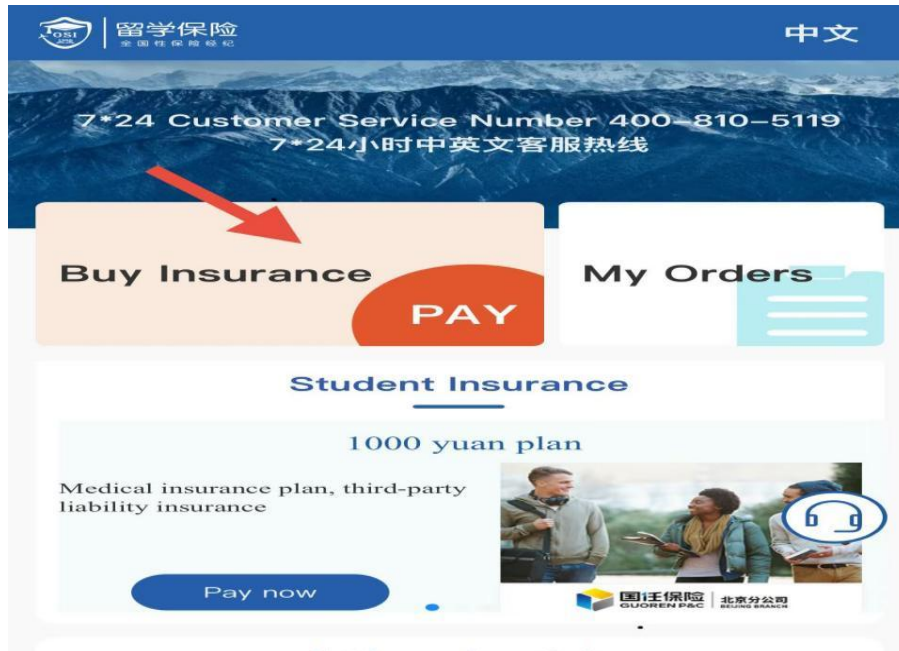 LOSI
留学保险
全国性保险经纪
中文
7*24 Customer Service Number 400-810-5119
7*24小时中英文客服热线
Buy Insurance
PAY
My Orders
Student Insurance
1000 yuan plan
Medical insurance plan, third-party
liability insurance
Pay now
国任保险
GUOREN P&C
北京分公司
BEIJING BRANCH